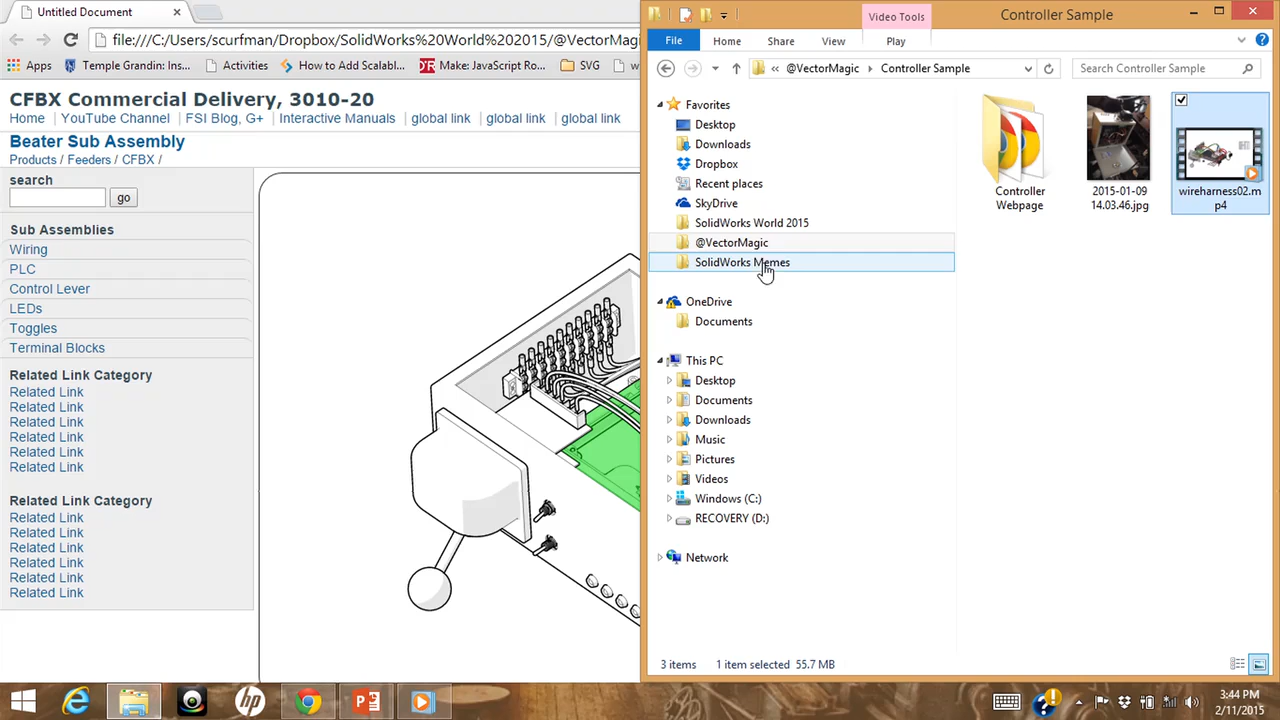 Untitled Document
file:///C:/Users/scurfman/Dropbox/SolidWorks%20World%202015/@VectorMagi
Apps
Temple Grandin: Ins...
Activities
How to Add Scalabl...
Make: JavaScript Ro...
SVG
CFBX Commercial Delivery, 3010-20
Home | YouTube Channel | FSI Blog, G+ | Interactive Manuals | global link | global link | global link
Beater Sub Assembly
Products / Feeders / CFBX /
search
go
Sub Assemblies
Wiring
PLC
Control Lever
LEDs
Toggles
Terminal Blocks
Related Link Category
Related Link
Related Link
Related Link
Related Link
Related Link
Related Link
Related Link Category
Related Link
Related Link
Related Link
Related Link
Related Link
Related Link
Video Tools
Controller Sample
File
Home
Share
View
Play
« @VectorMagic
Controller Sample
Search Controller Sample
Favorites
Desktop
Downloads
Dropbox
Recent places
SkyDrive
SolidWorks World 2015
@VectorMagic
SolidWorks Memes
OneDrive
Documents
This PC
Desktop
Documents
Downloads
Music
Pictures
Videos
Windows (C:)
RECOVERY (D:)
Network
Controller
Webpage
2015-01-09
14.03.46.jpg
wireharness02.m
p4
3 items
1 item selected 55.7 MB
3:44 PM
2/11/2015